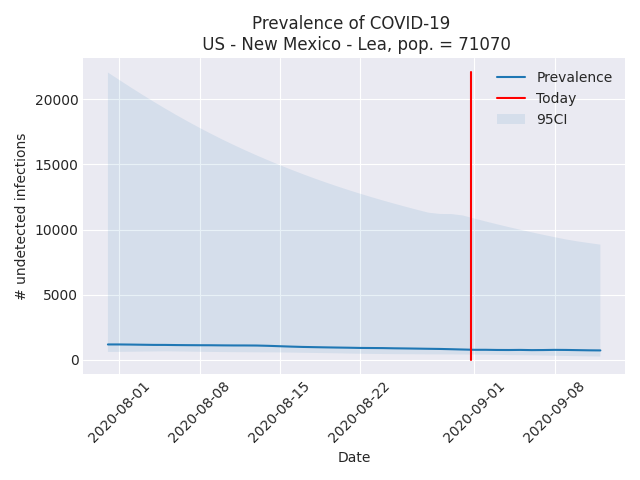 Prevalence of COVID-19
US - New Mexico - Lea, pop. = 71070
Prevalence
Today
95CI
# undetected infections
20000
15000
10000
5000
0
2020-08-01
2020-08-08
2020-08-15
2020-08-22
2020-09-01
2020-09-08
Date